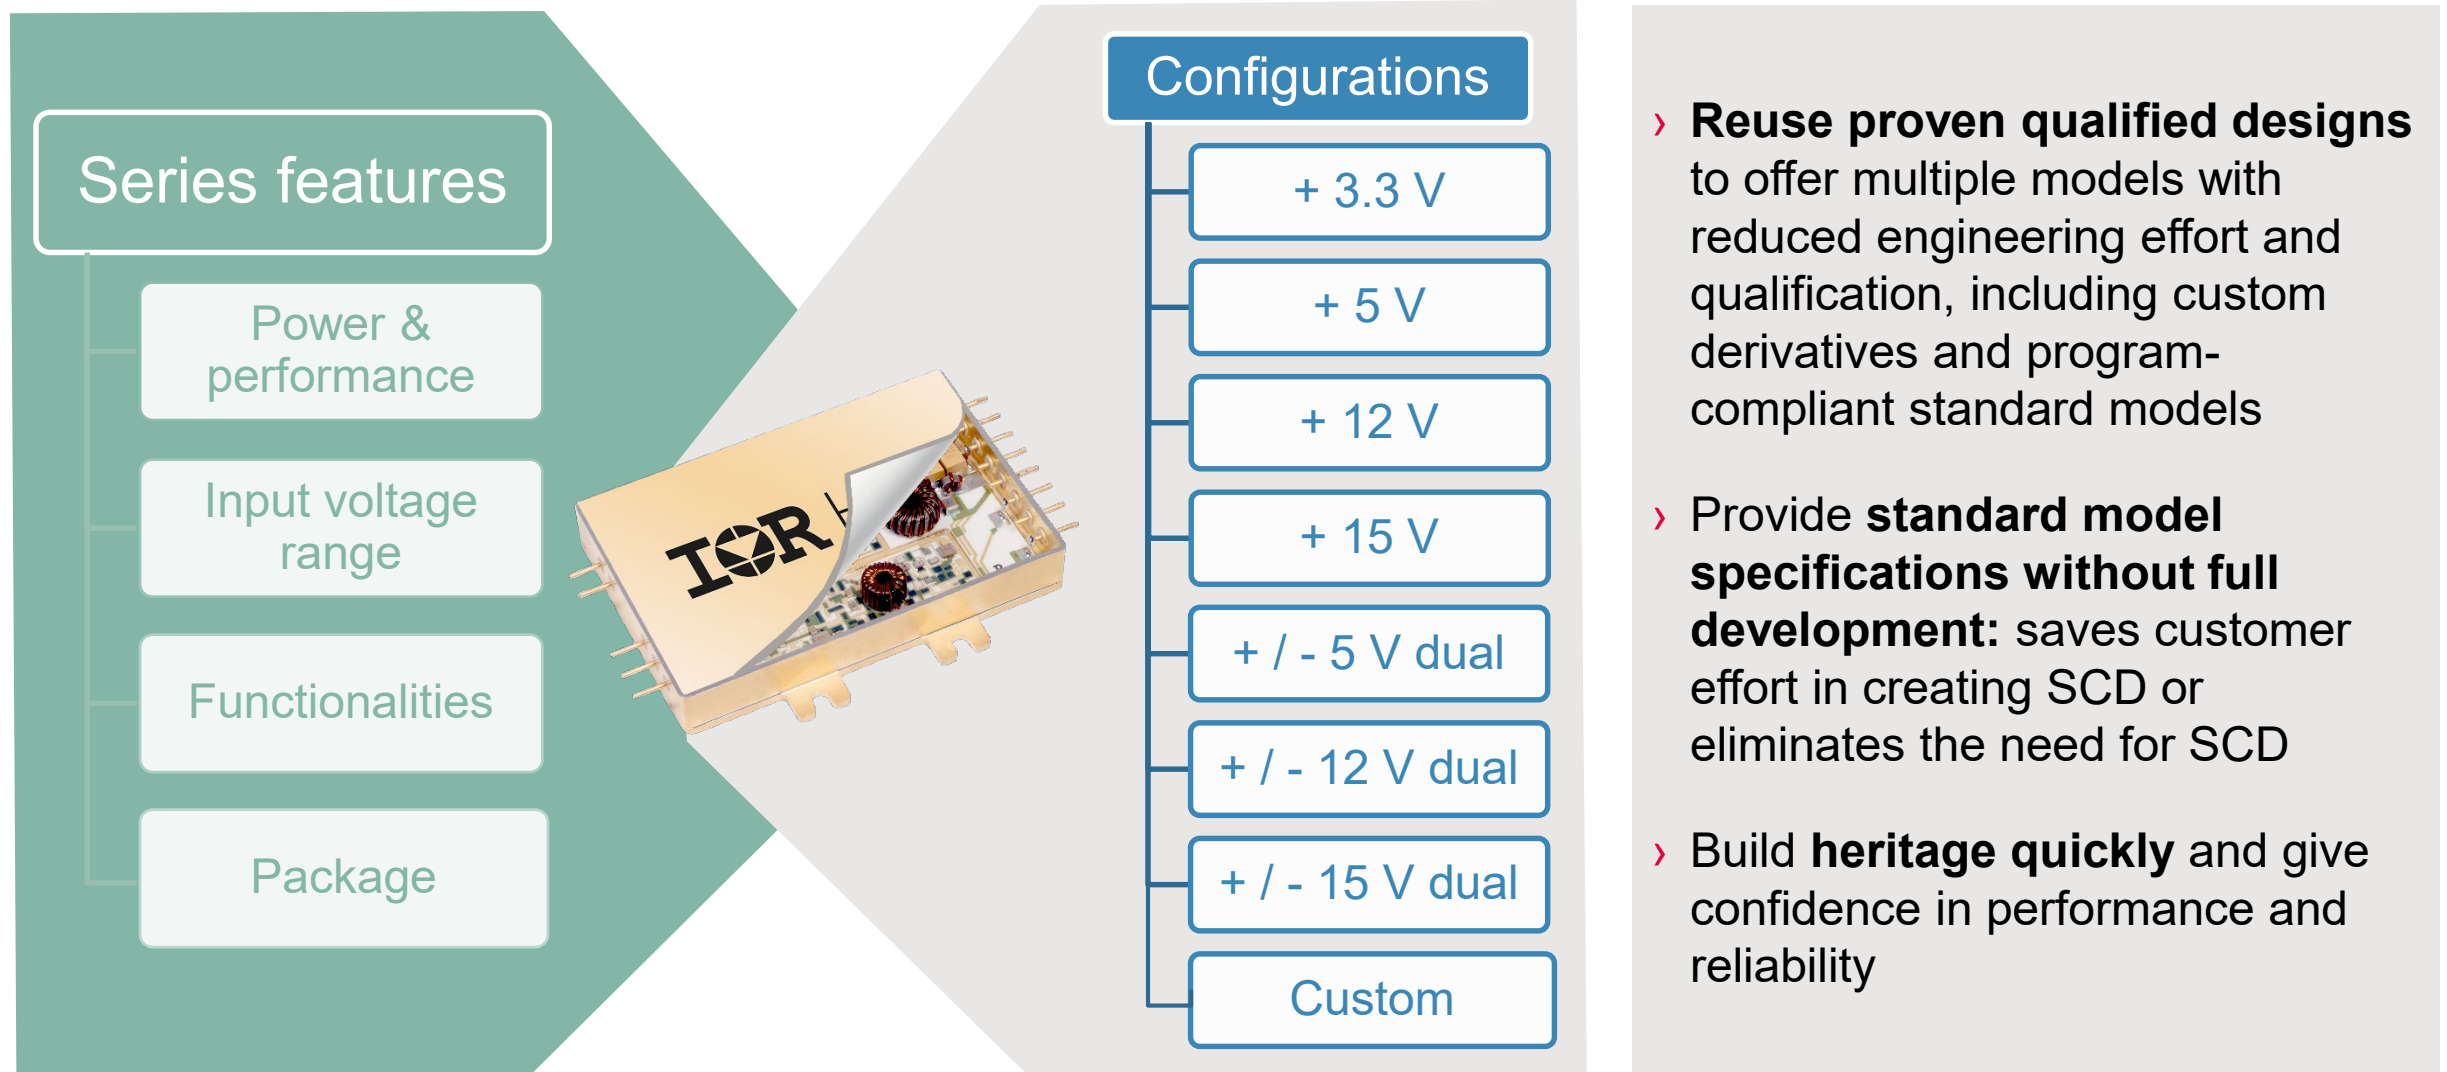 Series features
Power &
performance
Input voltage
range
Functionalities
Package
IOR
Configurations
+ 3.3 V
+ 5 V
+ 12 V
+ 15 V
+ / - 5 V dual
+ / - 12 V dual
+ / - 15 V dual
Custom
› Reuse proven qualified designs
to offer multiple models with
reduced engineering effort and
qualification, including custom
derivatives and program-
compliant standard models
› Provide standard model
specifications without full
development: saves customer
effort in creating SCD or
eliminates the need for SCD
› Build heritage quickly and give
confidence in performance and
reliability